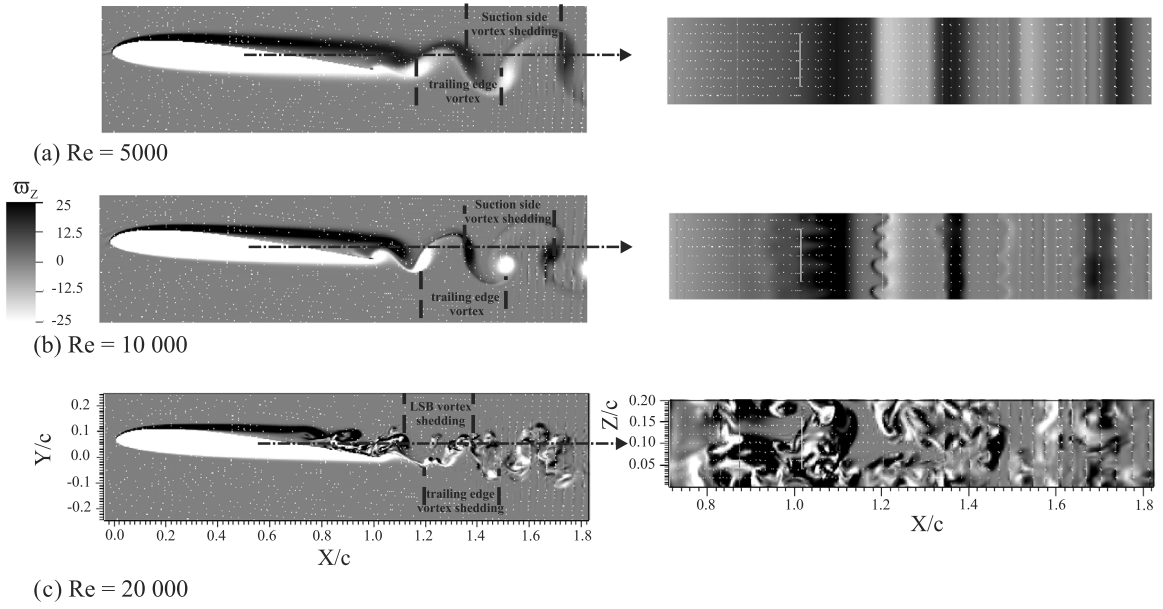 Suction side
vortex shedding
trailing edge
vortex
(a) Re = 5000
ϖZ
25
12.5
0
-12.5
-25
Suction side
vortex shedding
trailing edge
vortex
(b) Re = 10 000
Y/c
0.2
0.1
0.0
-0.1
-0.2
LSB vortex
shedding
trailing edge
vortex shedding
0.0 0.2 0.4 0.6 0.8 1.0 1.2 1.4 1.6 1.8
X/c
Z/c
0.20
0.10
0.05
0.8 1.0 1.2 1.4 1.6 1.8
X/c
(c) Re = 20 000